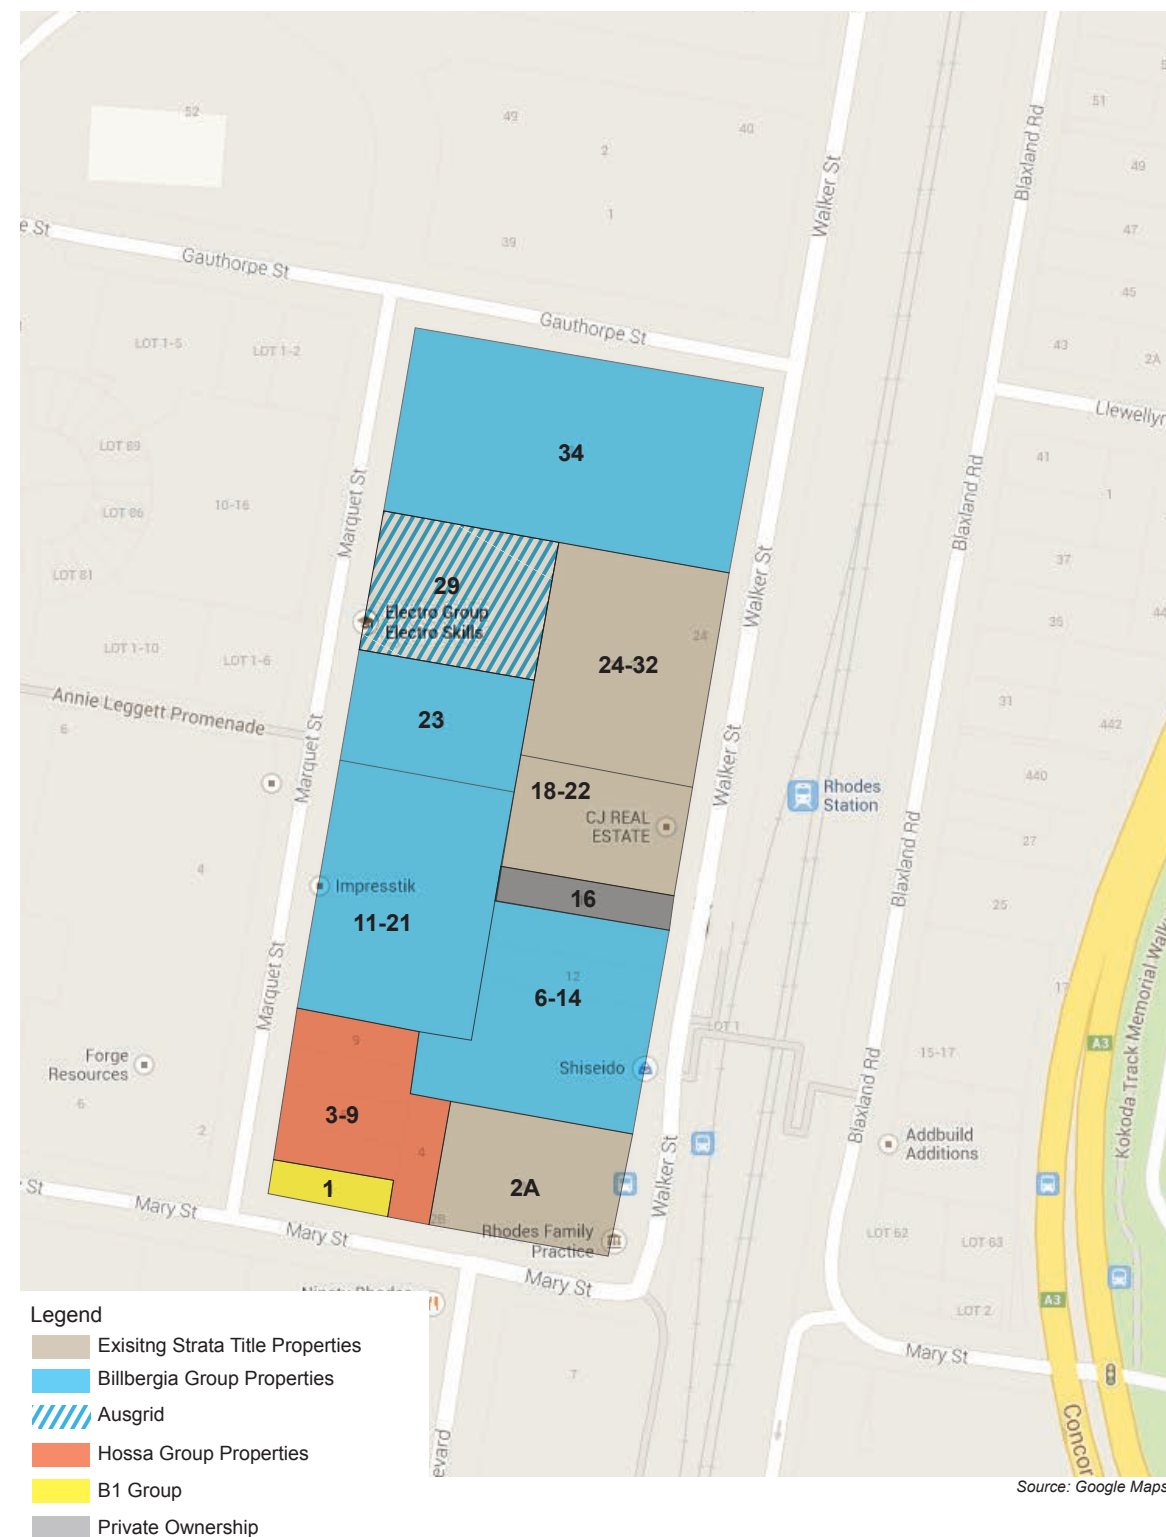 52
49
40
2
1
39
51
49
47
45
43
2A
e St
Gauthorpe St
Gauthorpe St
Walker St
Blaxland Rd
LOT 1-5
LOT 1-2
Llewellyn
34
LOT 89
41
1
Marquet St
10-16
LOT 86
Blaxland Rd
37
LOT 81
29
Electro Group
Electro Skills
Walker St
24
24-32
35
LOT 1-10
LOT 1-6
Annie Leggett Promenade
6
23
31
442
Marquet St
Walker St
18-22
CJ REAL
ESTATE
Rhodes
Station
440
27
Blaxland Rd
4
Impresstik
11-21
16
25
12
6-14
17
Marquet St
LOT 1
A3
15-17
Kokoda Track Memorial Walk
Forge
Resources
Shiseido
6
9
3-9
4
2
Blaxland Rd
Addbuild
Additions
1
2A
2B
Walker St
St
Mary St
Mary St
Rhodes Family
Practice
LOT 62
LOT 63
Mary St
A3
LOT 2
Mary St
7
evard
Concor
Legend
Exisitng Strata Title Properties
Billbergia Group Properties
Ausgrid
Hossa Group Properties
B1 Group
Private Ownership
Source: Google Maps